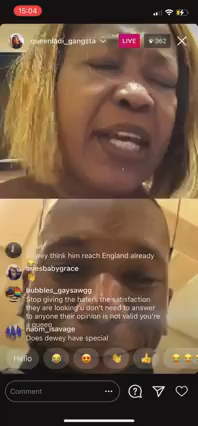 15:04
queenladi_gangsta
LIVE
362
wey think him reach England already
bubbles_gaysawgg
Stop giving the haters the satisfaction
they are looking u don't need to answer
to anyone their opinion is not valid you're
a queen
naom_isavage
Does dewey have special
Hello
Comment